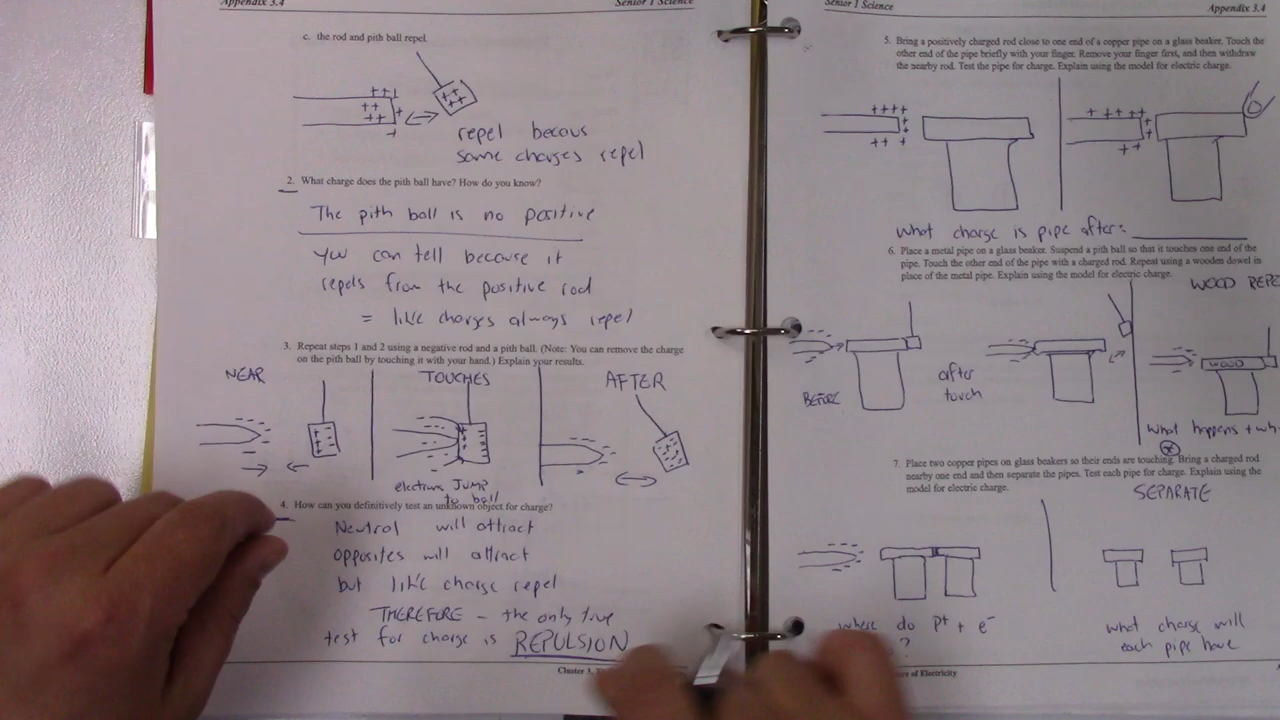 Appendix 3.4
Senior 1 Science
c. the rod and pith ball repel.
repel becous
same charges repel
2. What charge does the pith ball have? How do you know?
The pith ball is no positive
you can tell because it
repels from the positive rod
= like charges always repel
3. Repeat steps 1 and 2 using a negative rod and a pith ball. (Note: You can remove the charge
on the pith ball by touching it with your hand.) Explain your results.
NEAR
TOUCHES
AFTER
electrons JUMP
to ball
4. How can you definitively test an unknown object for charge?
Neutral will attract
opposites will attract
but like charge repel
THEREFORE - the only true
test for charge is REPULSION
Cluster 3,
Senior 1 Science
Appendix 3.4
5. Bring a positively charged rod close to one end of a copper pipe on a glass beaker. Touch the
other end of the pipe briefly with your finger. Remove your finger first, and then withdraw
the nearby rod. Test the pipe for charge. Explain using the model for electric charge.
What charge is pipe after:
6. Place a metal pipe on a glass beaker. Suspend a pith ball so that it touches one end of the
pipe. Touch the other end of the pipe with a charged rod. Repeat using a wooden dowel in
place of the metal pipe. Explain using the model for electric charge.
WOOD REPE
BEFORE
after
touch
WOOD
what happens + wh
7. Place two copper pipes on glass beakers so their ends are touching. Bring a charged rod
nearby one end and then separate the pipes. Test each pipe for charge. Explain using the
model for electric charge.
SEPARATE
where do p+ + e-
?
what charge will
each pipe have
of Electricity